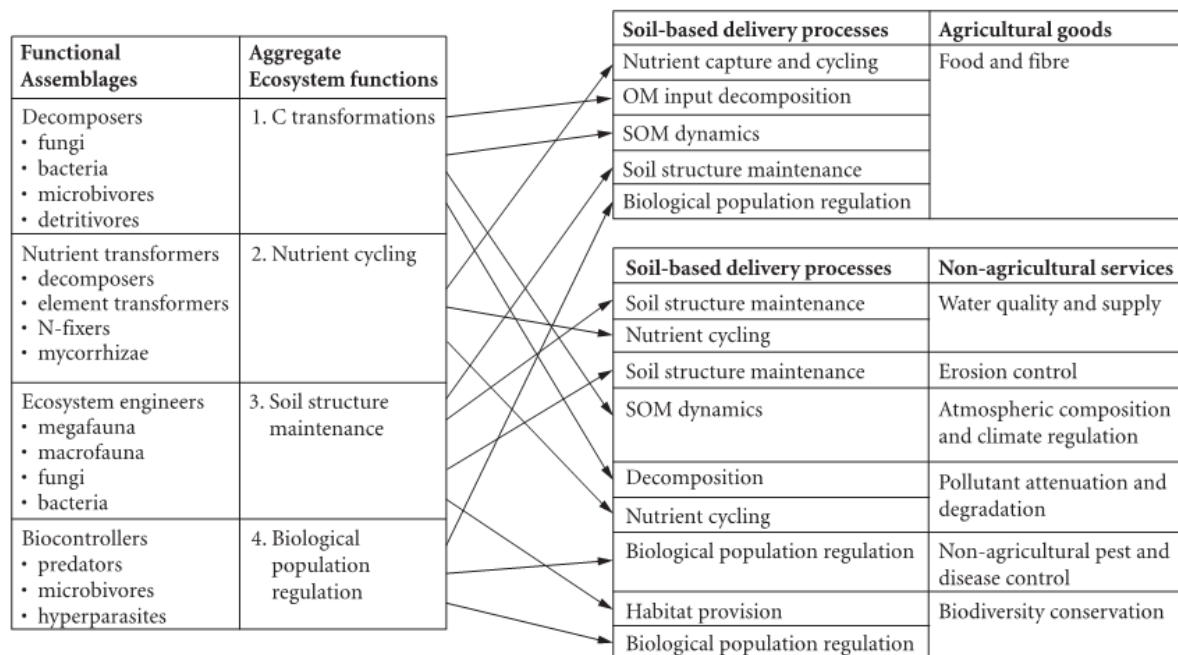 Functional
Assemblages
Aggregate
Ecosystem functions
Decomposers
• fungi
• bacteria
• microbivores
• detritivores
1. C transformations
Nutrient transformers
• decomposers
• element transformers
• N-fixers
• mycorrhizae
2. Nutrient cycling
Ecosystem engineers
• megafauna
• macrofauna
• fungi
• bacteria
3. Soil structure
maintenance
Biocontrollers
• predators
• microbivores
• hyperparasites
4. Biological
population
regulation
Soil-based delivery processes
Agricultural goods
Nutrient capture and cycling
Food and fibre
OM input decomposition
SOM dynamics
Soil structure maintenance
Biological population regulation
Soil-based delivery processes
Non-agricultural services
Soil structure maintenance
Water quality and supply
Nutrient cycling
Soil structure maintenance
Erosion control
SOM dynamics
Atmospheric composition
and climate regulation
Decomposition
Pollutant attenuation and
degradation
Nutrient cycling
Biological population regulation
Non-agricultural pest and
disease control
Habitat provision
Biodiversity conservation
Biological population regulation